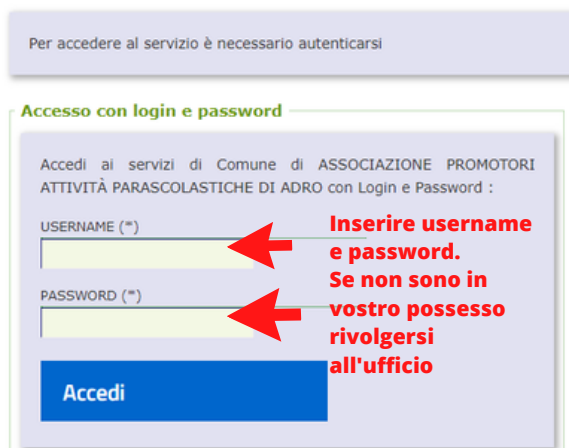 Per accedere al servizio è necessario autenticarsi
Accesso con login e password
Accedi ai servizi di Comune di ASSOCIAZIONE PROMOTORI
ATTIVITÀ PARASCOLASTICHE DI ADRO con Login e Password :
USERNAME (*)
PASSWORD (*)
Inserire username
e password.
Se non sono in
vostro possesso
rivolgersi
all'ufficio
Accedi